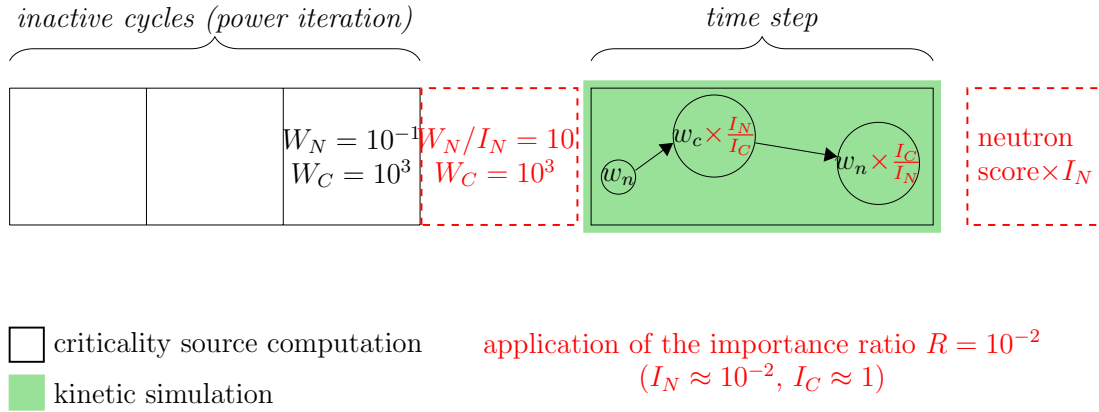 inactive cycles (power iteration)
time step
W_N = 10^{-1}
W_C = 10^3
W_N/I_N = 10
W_C = 10^3
w_n
w_c × \frac{I_N}{I_C}
w_n × \frac{I_C}{I_N}
neutron
score×I_N
criticality source computation
kinetic simulation
application of the importance ratio R = 10^{-2}
(I_N ≈ 10^{-2}, I_C ≈ 1)